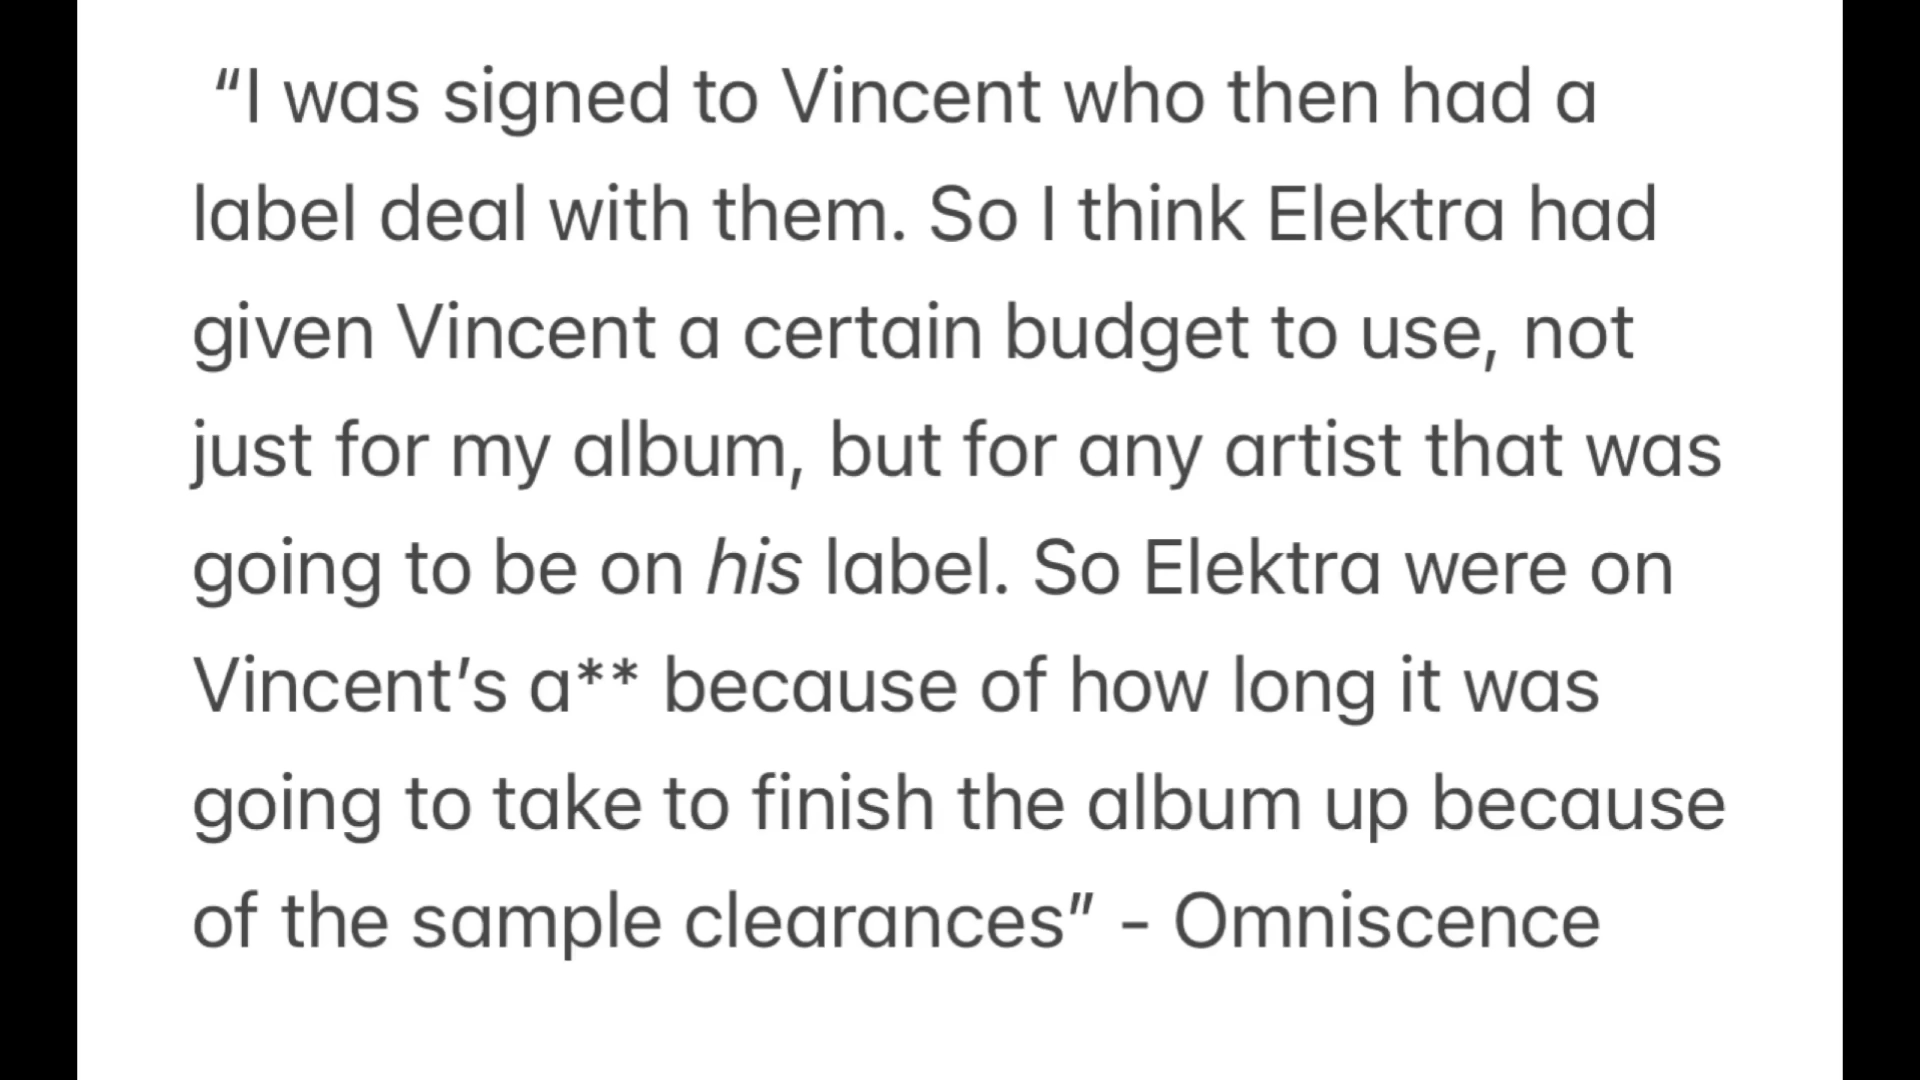 “I was signed to Vincent who then had a
label deal with them. So I think Elektra had
given Vincent a certain budget to use, not
just for my album, but for any artist that was
going to be on his label. So Elektra were on
Vincent’s a** because of how long it was
going to take to finish the album up because
of the sample clearances” - Omniscence